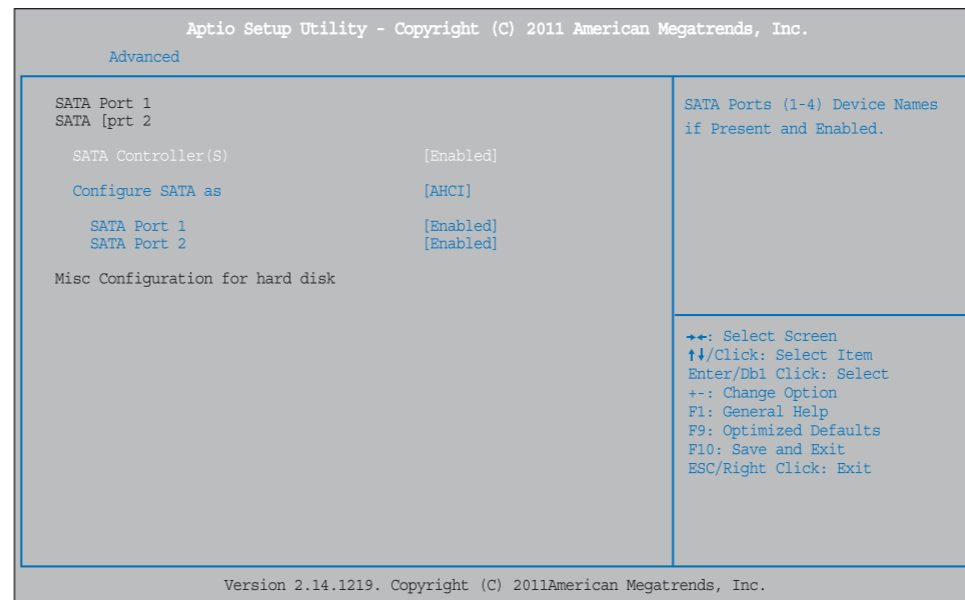 Aptio Setup Utility - Copyright (C) 2011 American Megatrends, Inc.
Advanced
SATA Port 1
SATA [prt 2
SATA Controller(S) [Enabled]
Configure SATA as [AHCI]
SATA Port 1 [Enabled]
SATA Port 2 [Enabled]
Misc Configuration for hard disk
SATA Ports (1-4) Device Names
if Present and Enabled.
→←: Select Screen
↑↓/Click: Select Item
Enter/Db1 Click: Select
+-: Change Option
F1: General Help
F9: Optimized Defaults
F10: Save and Exit
ESC/Right Click: Exit
Version 2.14.1219. Copyright (C) 2011American Megatrends, Inc.